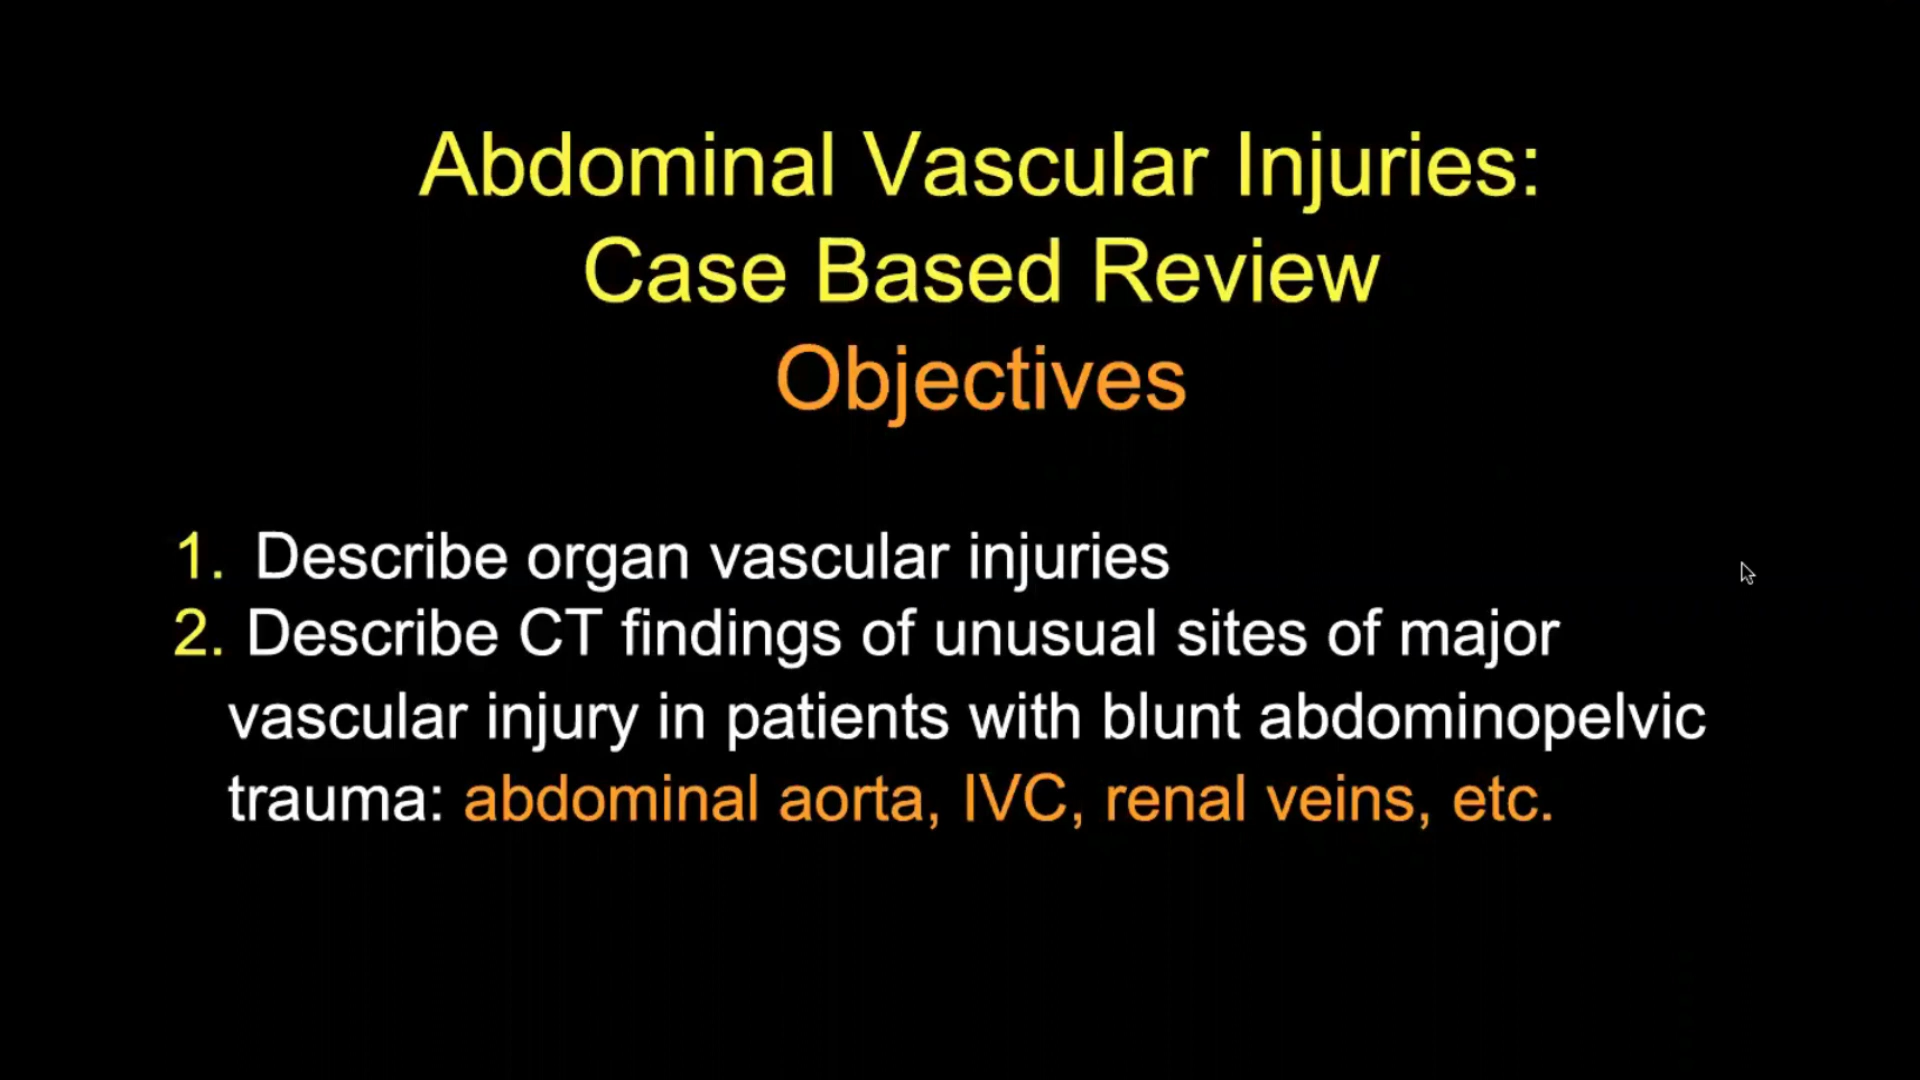 Abdominal Vascular Injuries:
Case Based Review
Objectives
1. Describe organ vascular injuries
2. Describe CT findings of unusual sites of major
vascular injury in patients with blunt abdominopelvic
trauma: abdominal aorta, IVC, renal veins, etc.